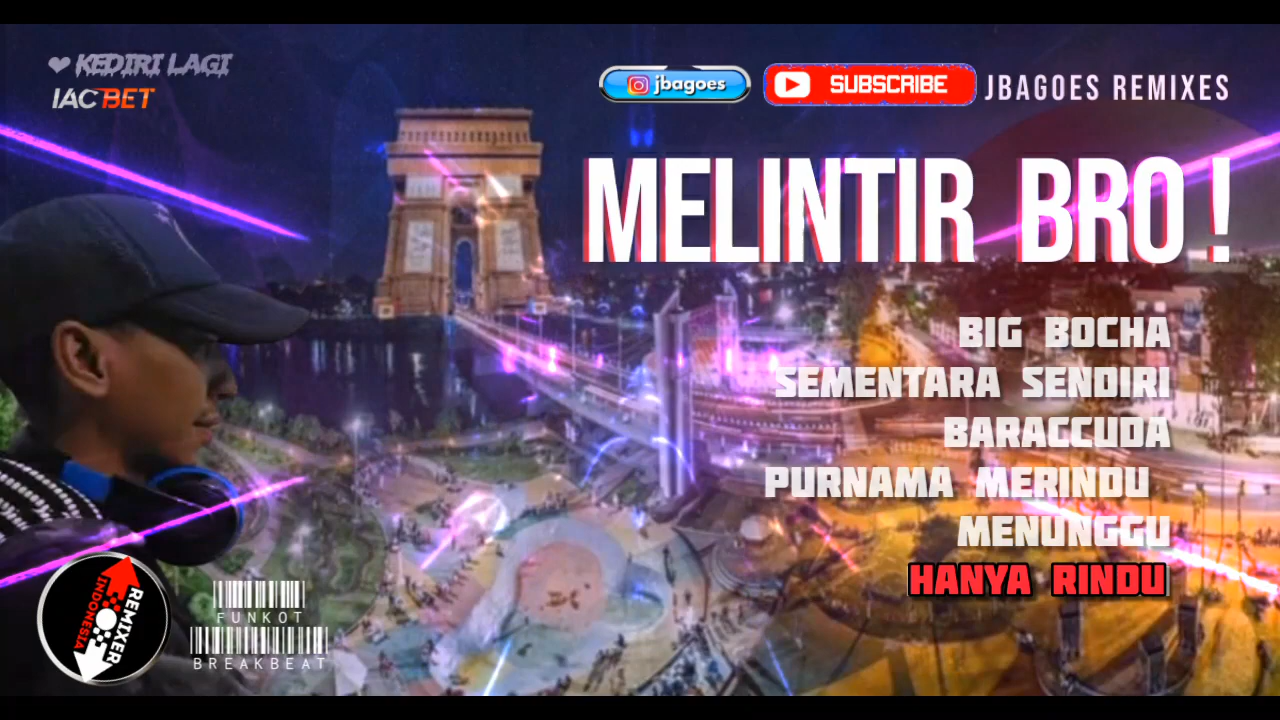 ❤ KEDIRI LAGI
IACBET
jbagoes
SUBSCRIBE
JBAGOES REMIXES
MELINTIR BRO !
BIG BOCHA
SEMENTARA SENDIRI
BARACCUDA
PURNAMA MERINDU
MENUNGGU
HANYA RINDU
REMIXER
INDONESIA
FUNKOT
BREAKBEAT